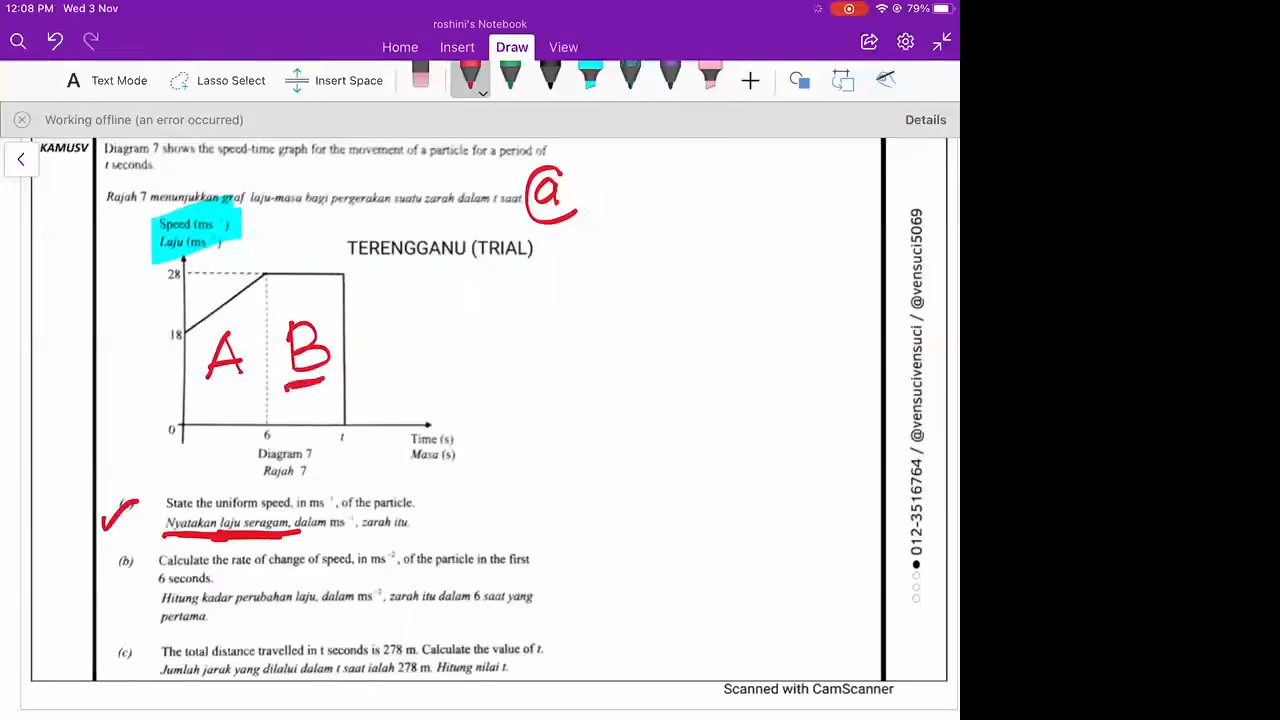 12:08 PM Wed 3 Nov
79%
roshini's Notebook
Home Insert Draw View
A Text Mode Lasso Select Insert Space
Working offline (an error occurred) Details
KAMUSV
Diagram 7 shows the speed-time graph for the movement of a particle for a period of
t seconds.
Rajah 7 menunjukkan graf laju-masa bagi pergerakan suatu zarah dalam t saat.
a
Speed (ms⁻¹)
Laju (ms⁻¹)
TERENGGANU (TRIAL)
28
18
A B
0 6 t Time (s)
Masa (s)
Diagram 7
Rajah 7
State the uniform speed, in ms⁻¹, of the particle.
Nyatakan laju seragam, dalam ms⁻¹, zarah itu.
(b) Calculate the rate of change of speed, in ms⁻², of the particle in the first
6 seconds.
Hitung kadar perubahan laju, dalam ms⁻², zarah itu dalam 6 saat yang
pertama.
(c) The total distance travelled in t seconds is 278 m. Calculate the value of t.
Jumlah jarak yang dilalui dalam t saat ialah 278 m. Hitung nilai t.
012-3516764 / @vensucivensuci / @vensuci5069
Scanned with CamScanner